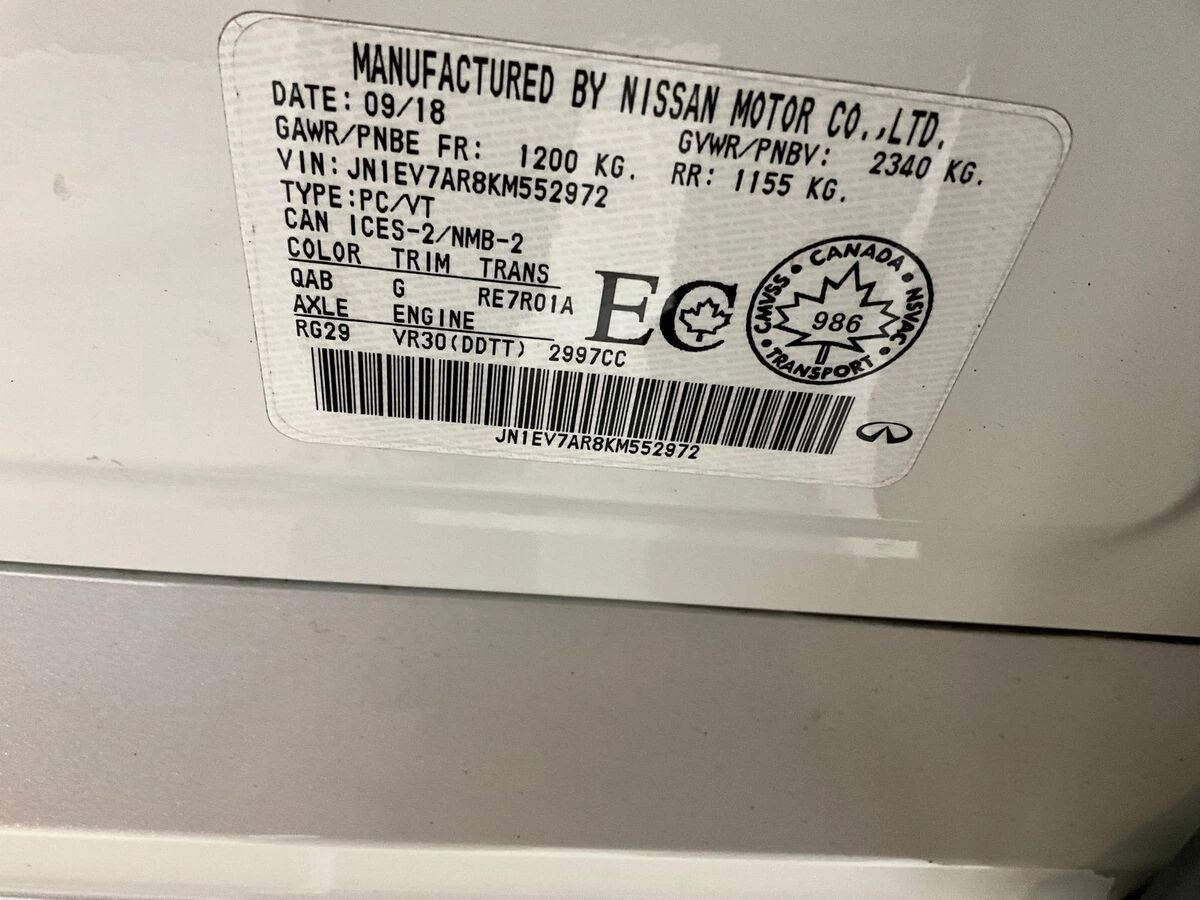 MANUFACTURED BY NISSAN MOTOR CO.,LTD.
DATE: 09/18 GVWR/PNBV: 2340 KG.
GAWR/PNBE FR: 1200 KG. RR: 1155 KG.
VIN: JN1EV7AR8KM552972
TYPE:PC/VT
CAN ICES-2/NMB-2
COLOR TRIM TRANS
QAB G RE7R01A
AXLE ENGINE
RG29 VR30(DDTT) 2997CC
EC
CANADA
CMVSS NSVAC
986
TRANSPORT
JN1EV7AR8KM552972